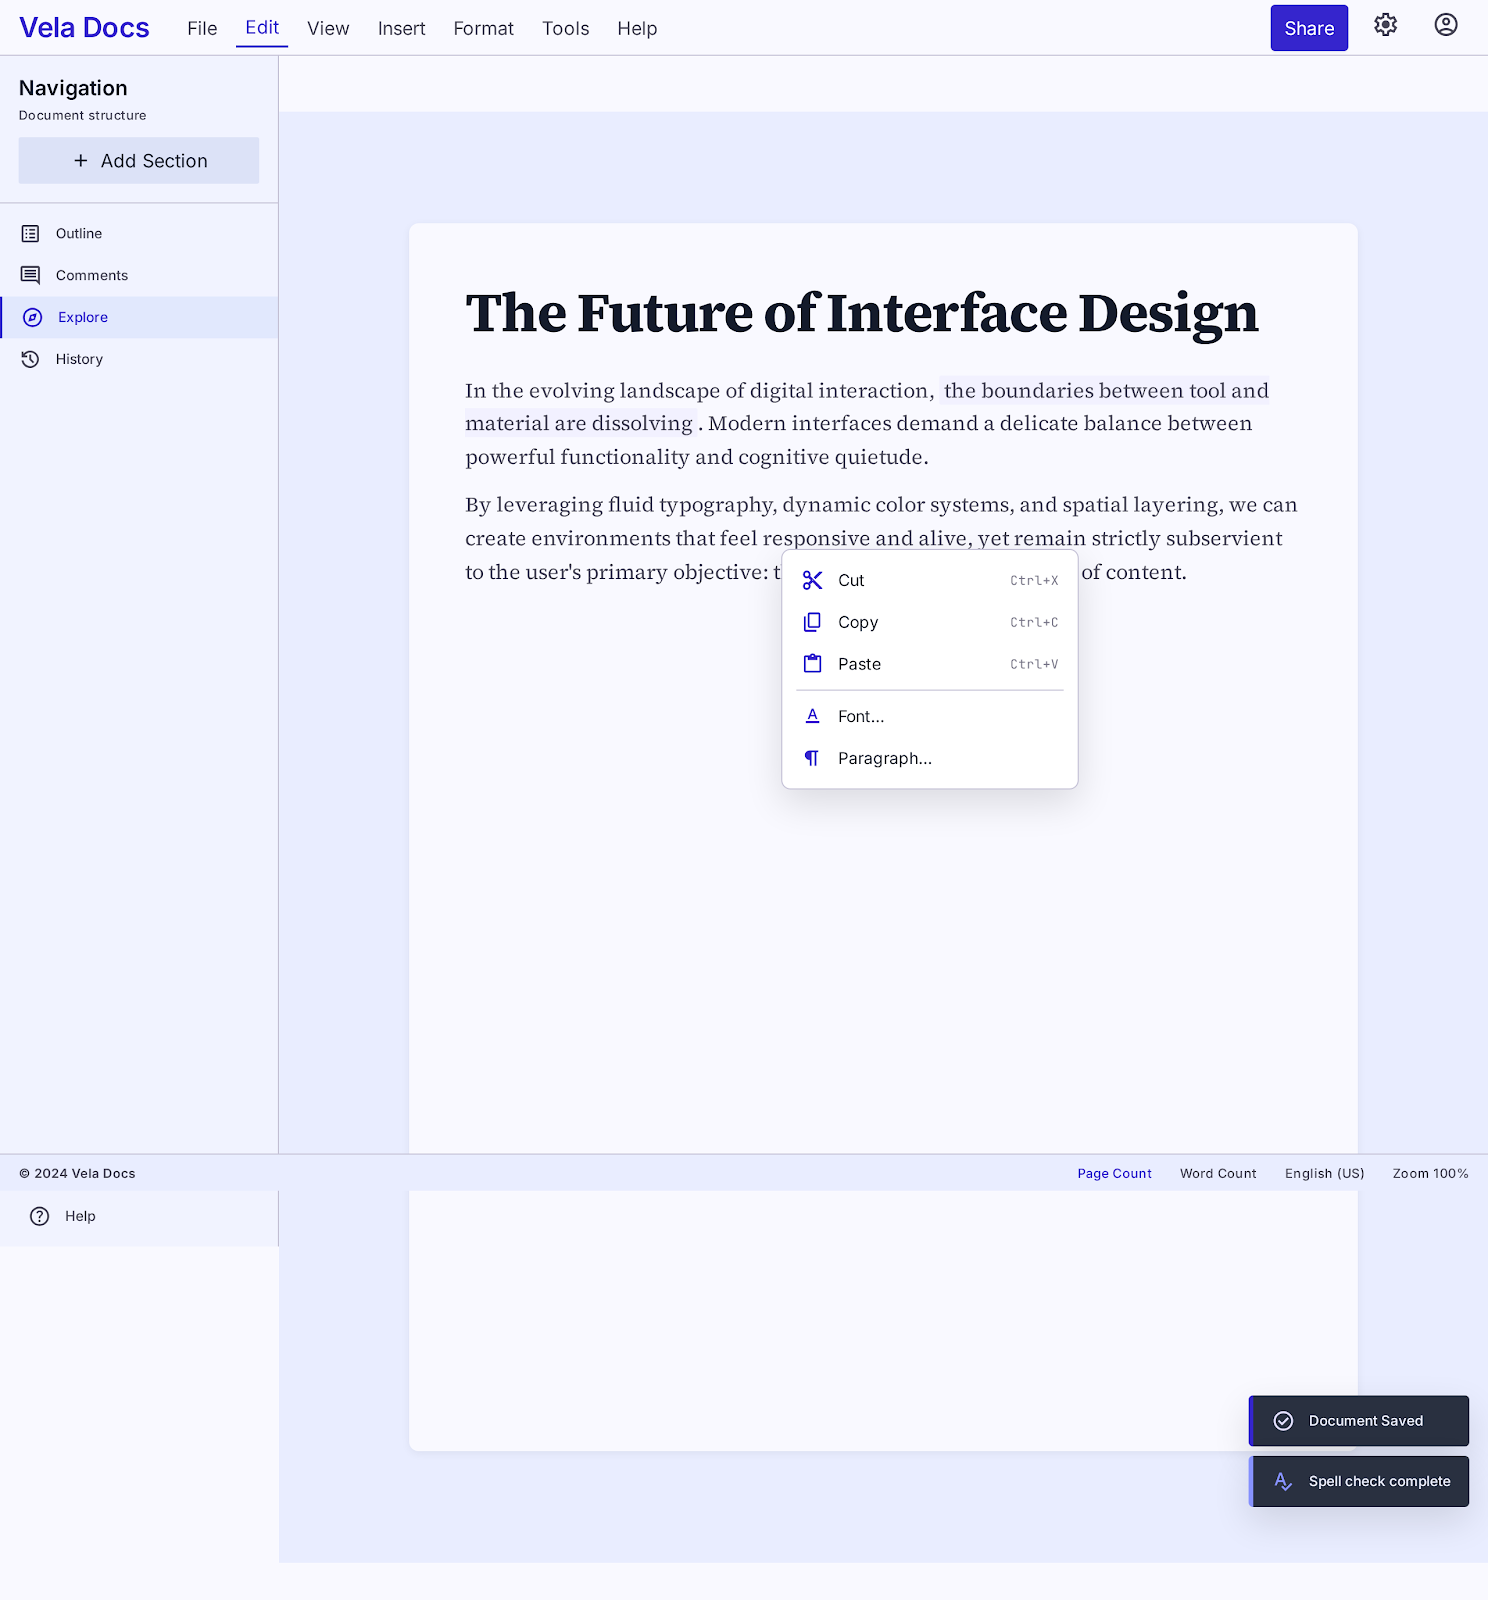 Vela Docs File Edit View Insert Format Tools Help Share
Navigation
Document structure
+ Add Section
Outline
Comments
Explore
History
The Future of Interface Design
In the evolving landscape of digital interaction, the boundaries between tool and
material are dissolving . Modern interfaces demand a delicate balance between
powerful functionality and cognitive quietude.
By leveraging fluid typography, dynamic color systems, and spatial layering, we can
create environments that feel responsive and alive, yet remain strictly subservient
to the user's primary objective: of content.
Cut Ctrl+X
Copy Ctrl+C
Paste Ctrl+V
Font...
Paragraph...
© 2024 Vela Docs Page Count Word Count English (US) Zoom 100%
Help
Document Saved
Spell check complete